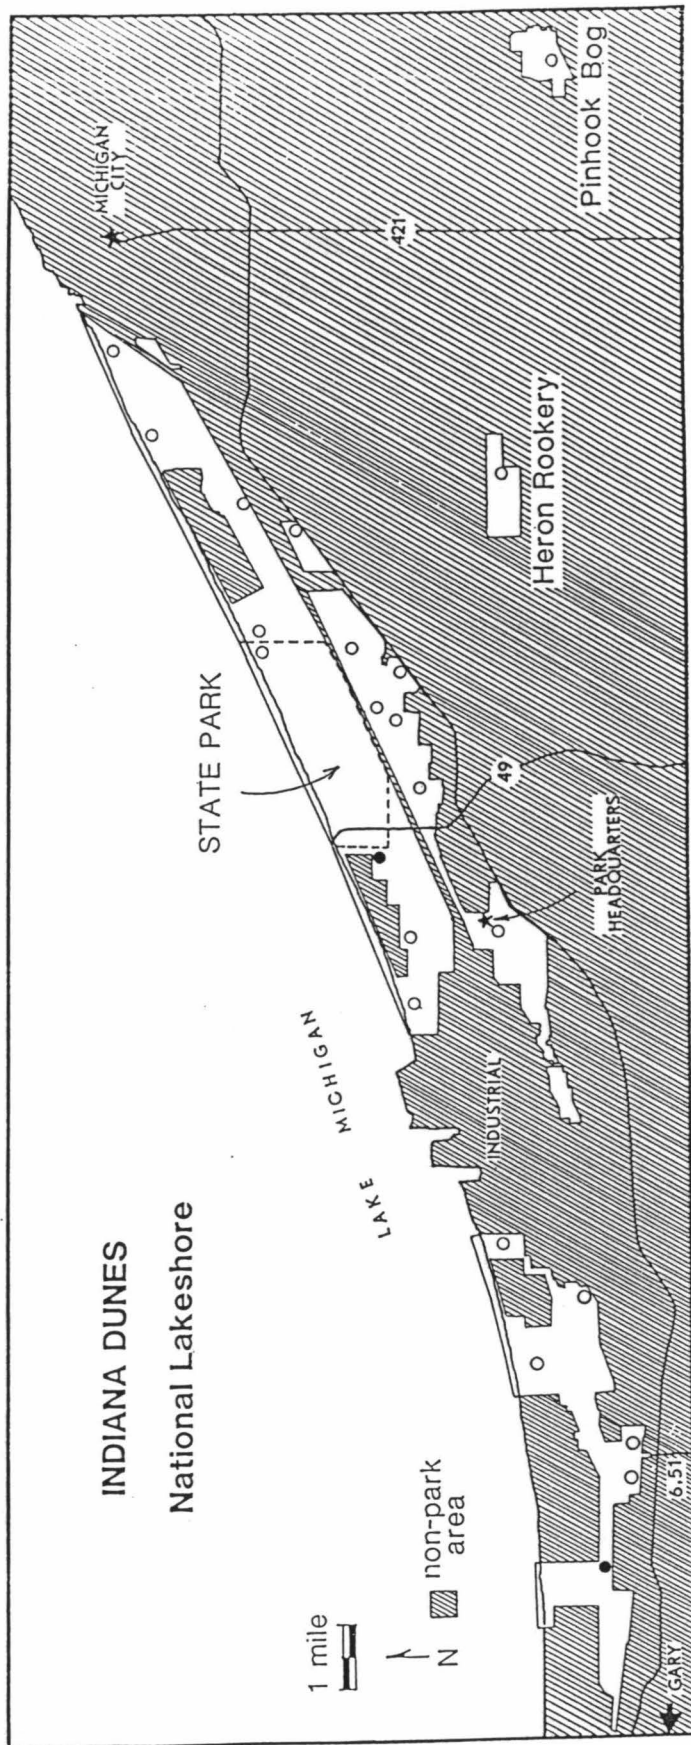 INDIANA DUNES
National Lakeshore
1 mile
N
non-park
area
LAKE MICHIGAN
STATE PARK
MICHIGAN
CITY
421
Pinhook Bog
Heron Rookery
49
PARK
HEADQUARTERS
INDUSTRIAL
6.51
GARY